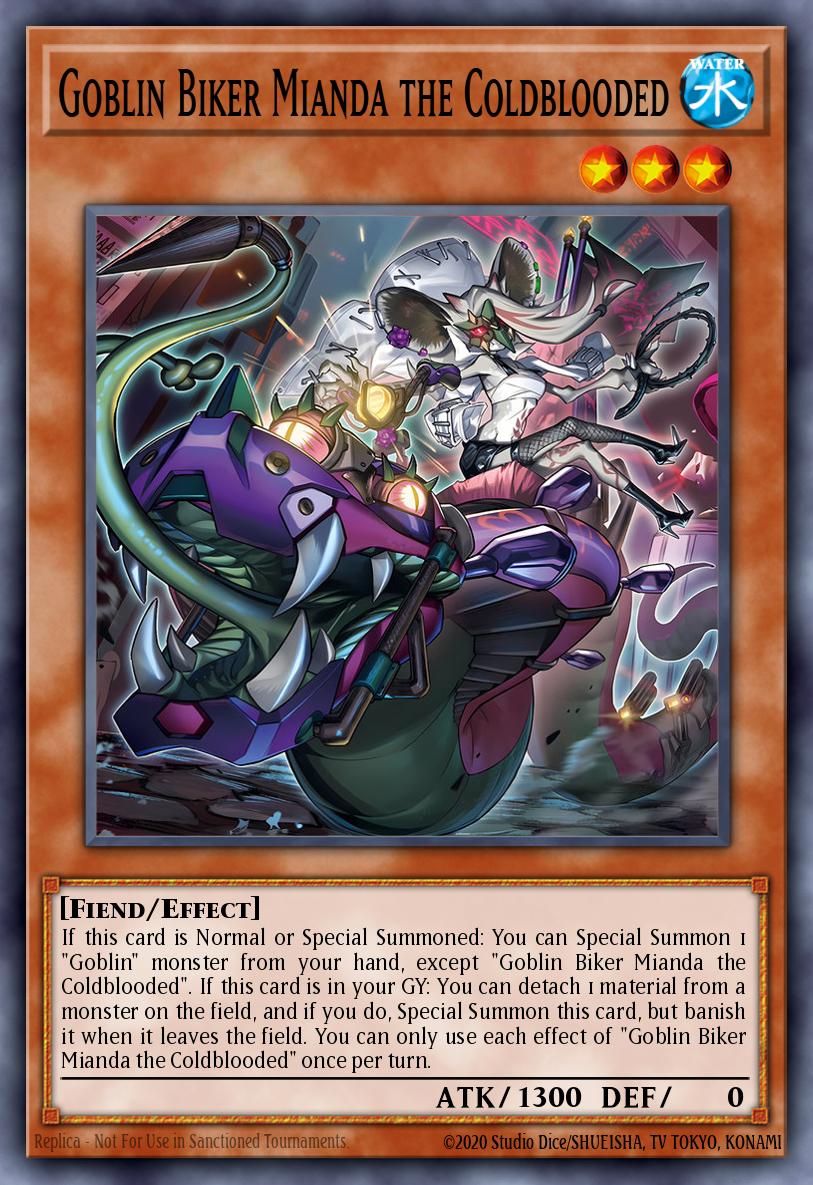 Goblin Biker Mianda the Coldblooded
WATER
水
[Fiend/Effect]
If this card is Normal or Special Summoned: You can Special Summon 1
"Goblin" monster from your hand, except "Goblin Biker Mianda the
Coldblooded". If this card is in your GY: You can detach 1 material from a
monster on the field, and if you do, Special Summon this card, but banish
it when it leaves the field. You can only use each effect of "Goblin Biker
Mianda the Coldblooded" once per turn.
ATK/ 1300 DEF/ 0
Replica - Not For Use in Sanctioned Tournaments.
©2020 Studio Dice/SHUEISHA, TV TOKYO, KONAMI